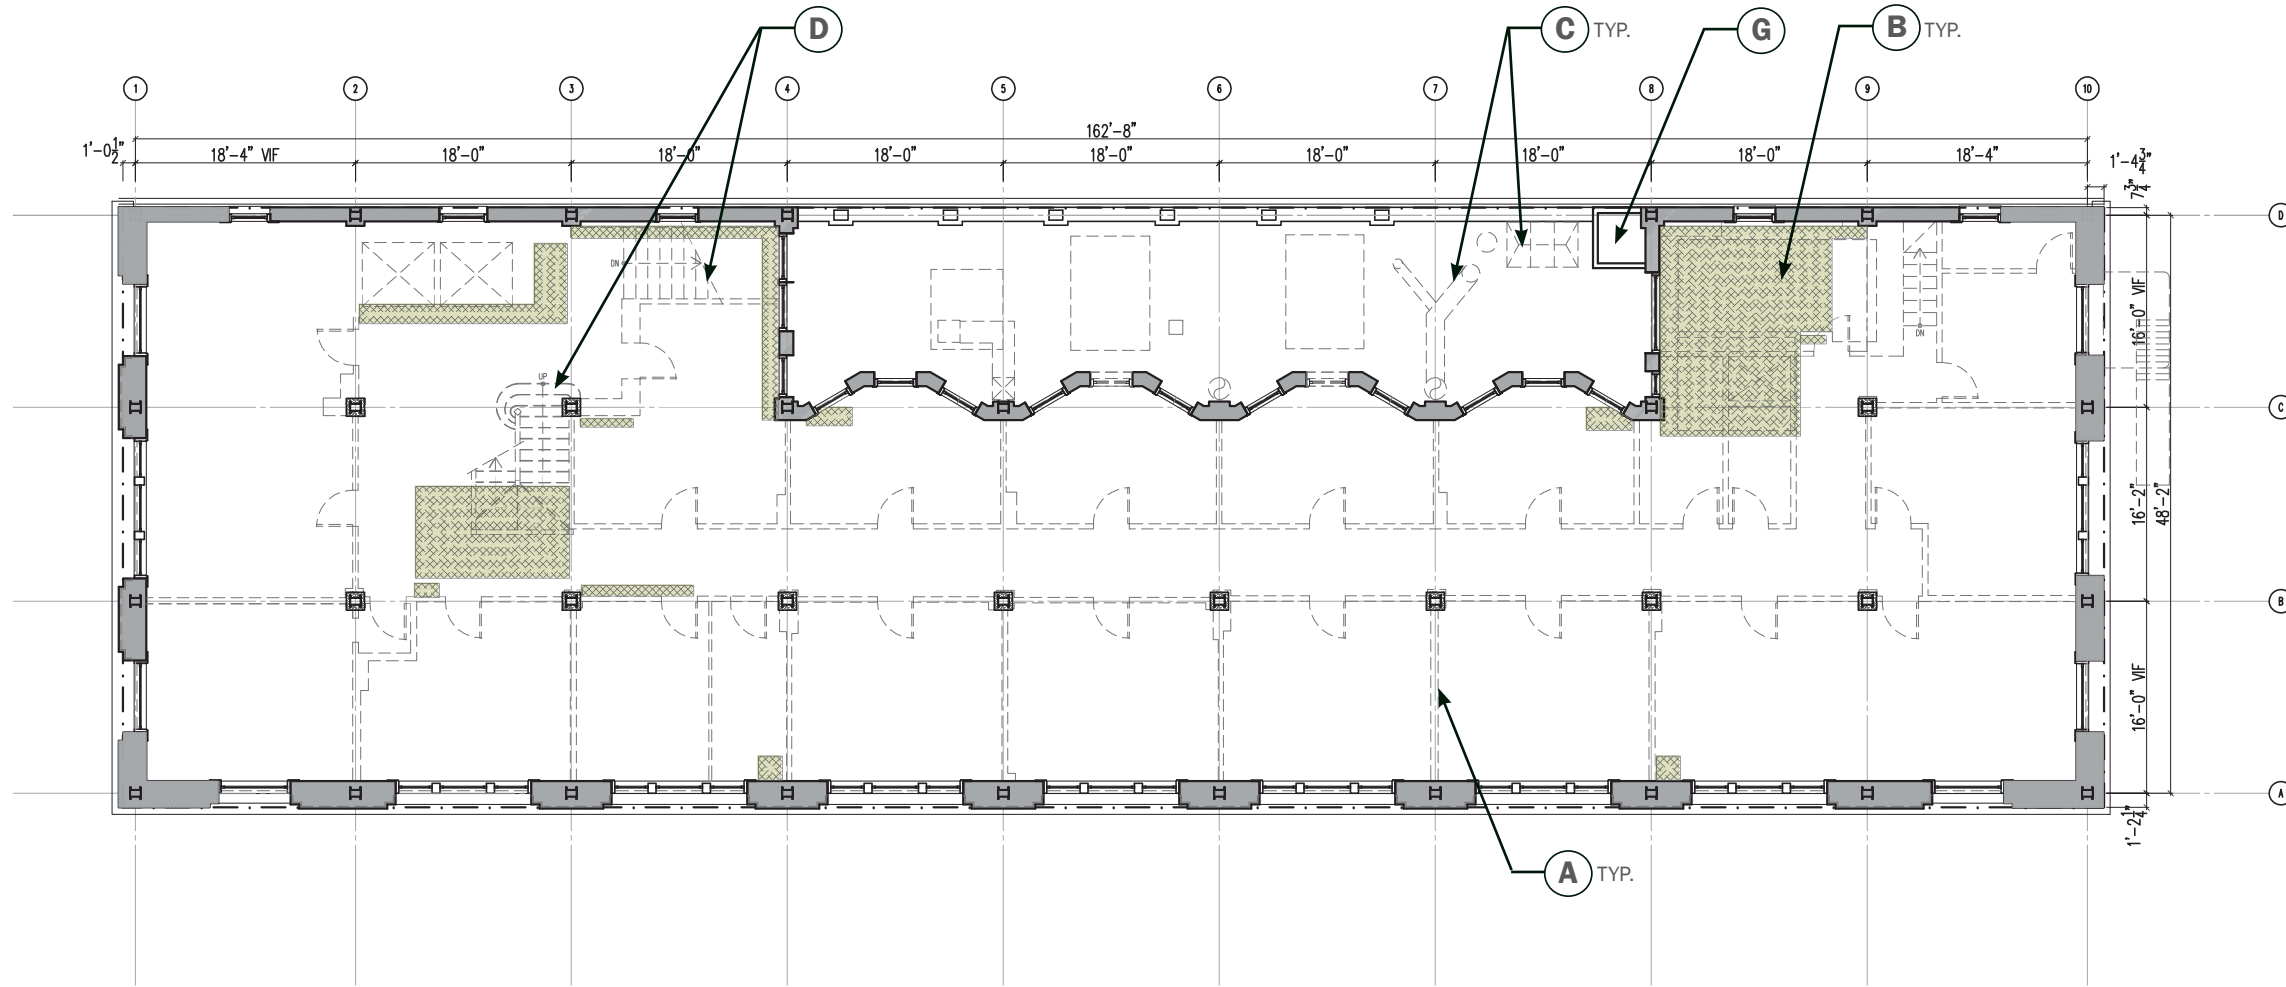 D
C TYP.
G
B TYP.
1 2 3 4 5 6 7 8 9 10
162'-8"
1'-0½" 18'-4" VIF 18'-0" 18'-0" 18'-0" 18'-0" 18'-0" 18'-0" 18'-0" 18'-4" 1'-4¾"
7¾"
D
DN
16'-0" VIF
DN
UP
C
16'-2"
48'-2"
B
16'-0" VIF
A
1'-2¼"
A TYP.